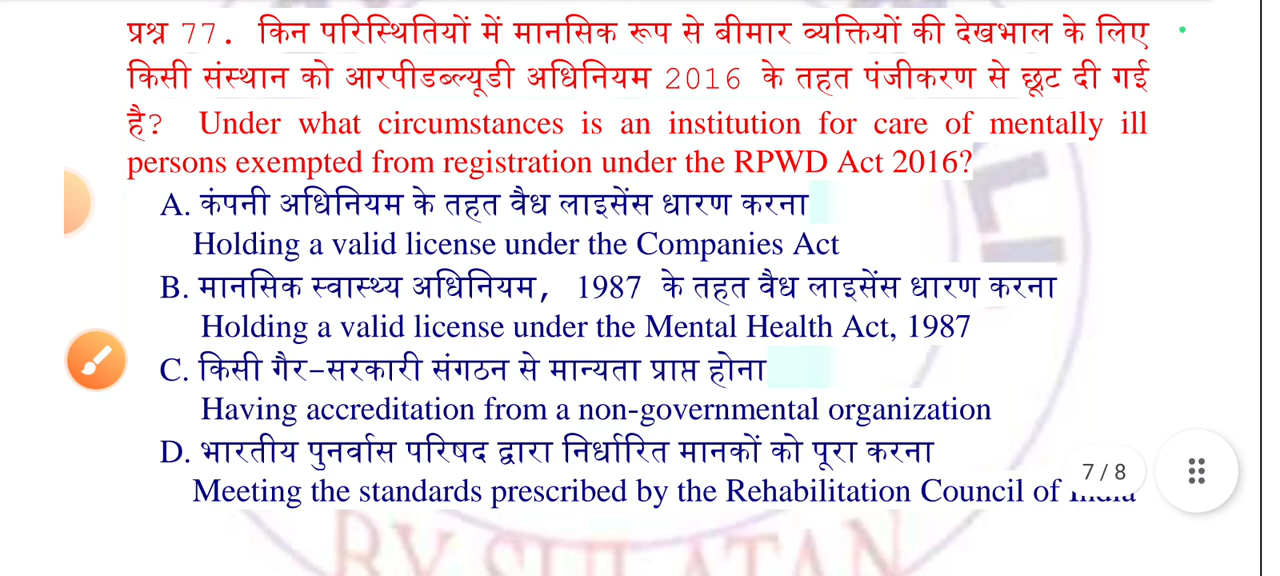 प्रश्न 77. किन परिस्थितियों में मानसिक रूप से बीमार व्यक्तियों की देखभाल के लिए
किसी संस्थान को आरपीडब्ल्यूडी अधिनियम 2016 के तहत पंजीकरण से छूट दी गई
है? Under what circumstances is an institution for care of mentally ill
persons exempted from registration under the RPWD Act 2016?
A. कंपनी अधिनियम के तहत वैध लाइसेंस धारण करना
Holding a valid license under the Companies Act
B. मानसिक स्वास्थ्य अधिनियम, 1987 के तहत वैध लाइसेंस धारण करना
Holding a valid license under the Mental Health Act, 1987
C. किसी गैर-सरकारी संगठन से मान्यता प्राप्त होना
Having accreditation from a non-governmental organization
D. भारतीय पुनर्वास परिषद द्वारा निर्धारित मानकों को पूरा करना
Meeting the standards prescribed by the Rehabilitation Council of
7/8